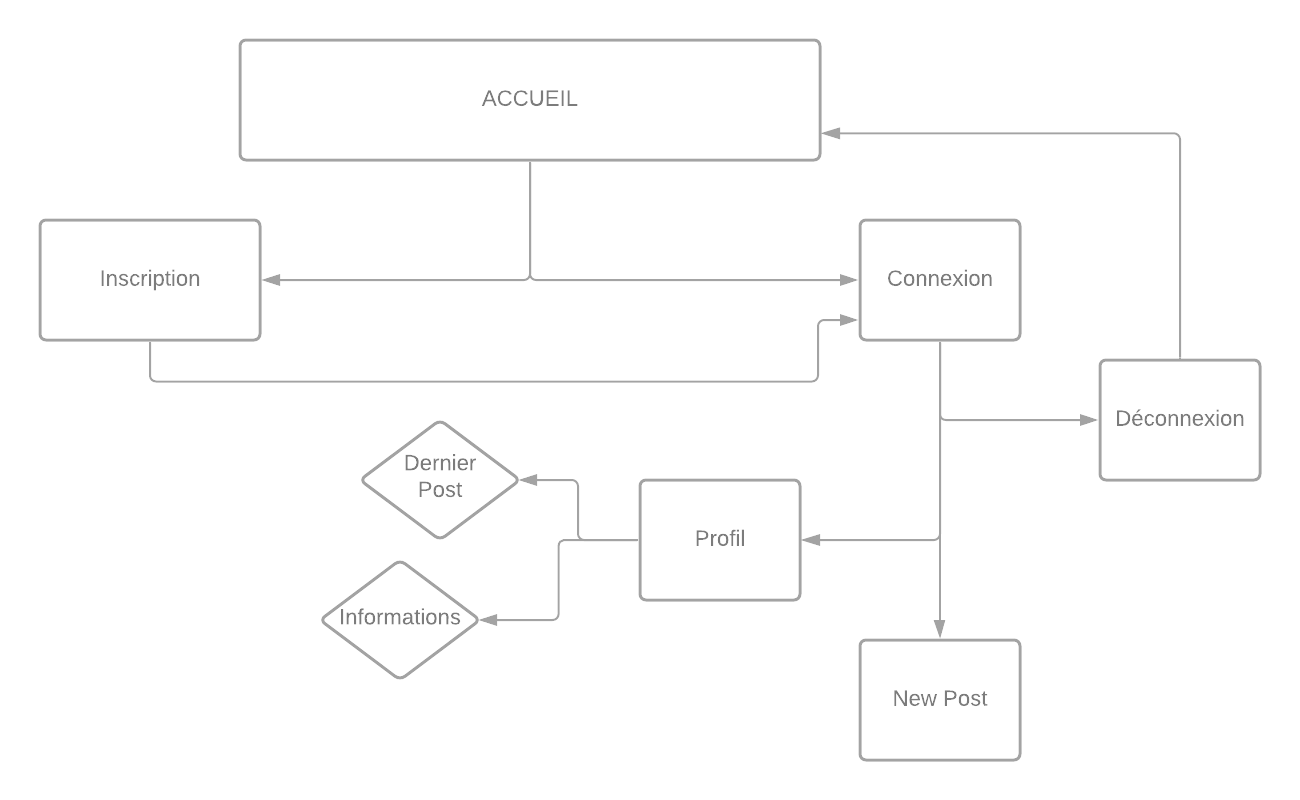 ACCUEIL
Inscription
Connexion
Déconnexion
Dernier
Post
Profil
Informations
New Post